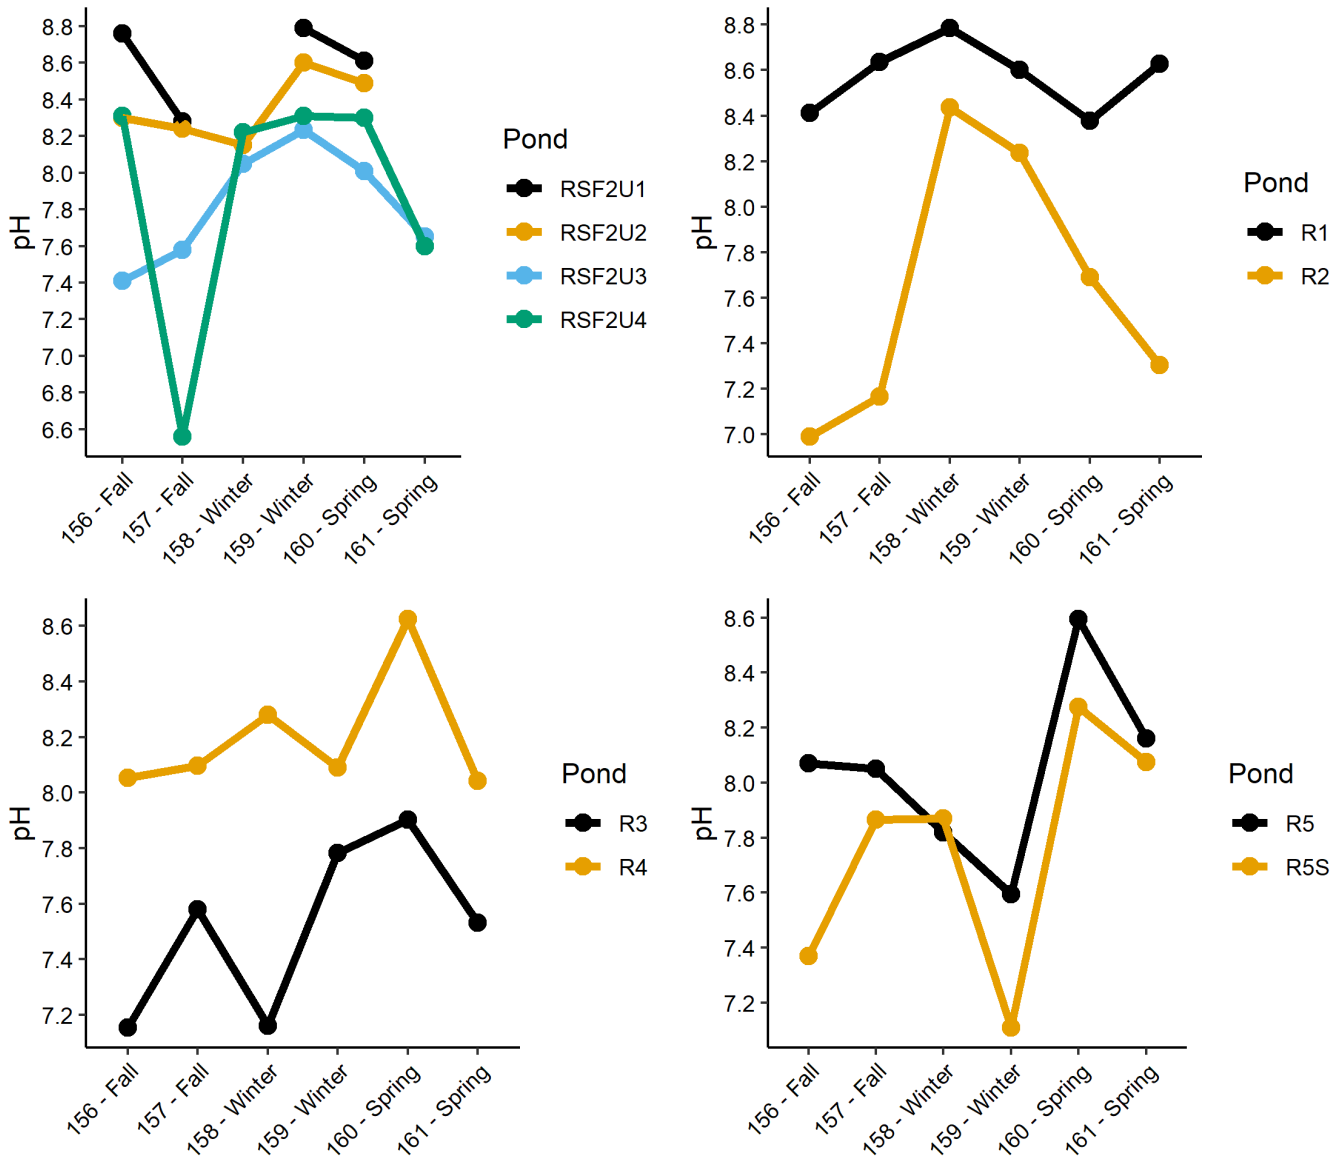 8.8
8.6
8.4
8.2
8.0
7.8
7.6
7.4
7.2
7.0
6.8
6.6
pH
156 - Fall
157 - Fall
158 - Winter
159 - Winter
160 - Spring
161 - Spring
Pond
RSF2U1
RSF2U2
RSF2U3
RSF2U4
8.8
8.6
8.4
8.2
8.0
7.8
7.6
7.4
7.2
7.0
pH
156 - Fall
157 - Fall
158 - Winter
159 - Winter
160 - Spring
161 - Spring
Pond
R1
R2
8.6
8.4
8.2
8.0
7.8
7.6
7.4
7.2
pH
156 - Fall
157 - Fall
158 - Winter
159 - Winter
160 - Spring
161 - Spring
Pond
R3
R4
8.6
8.4
8.2
8.0
7.8
7.6
7.4
7.2
pH
156 - Fall
157 - Fall
158 - Winter
159 - Winter
160 - Spring
161 - Spring
Pond
R5
R5S